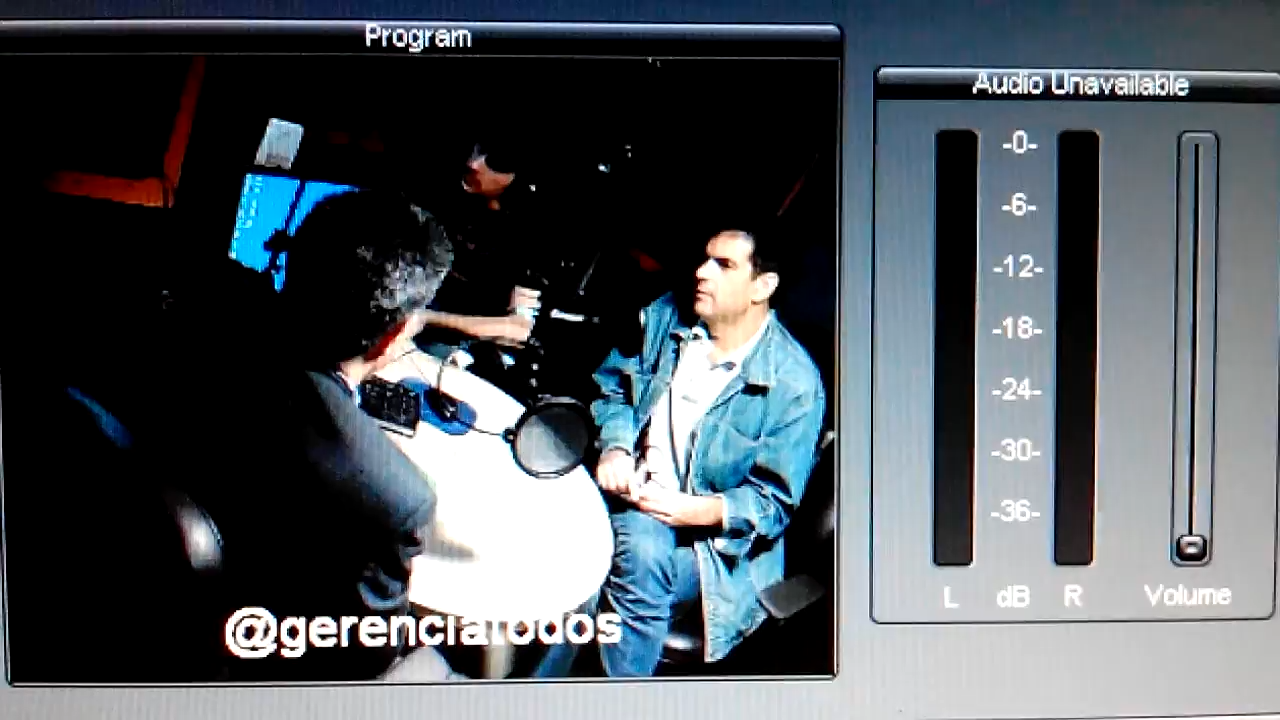 Program
Audio Unavailable
-0-
-6-
-12-
-18-
-24-
-30-
-36-
L dB R Volume
@gerenciatodos